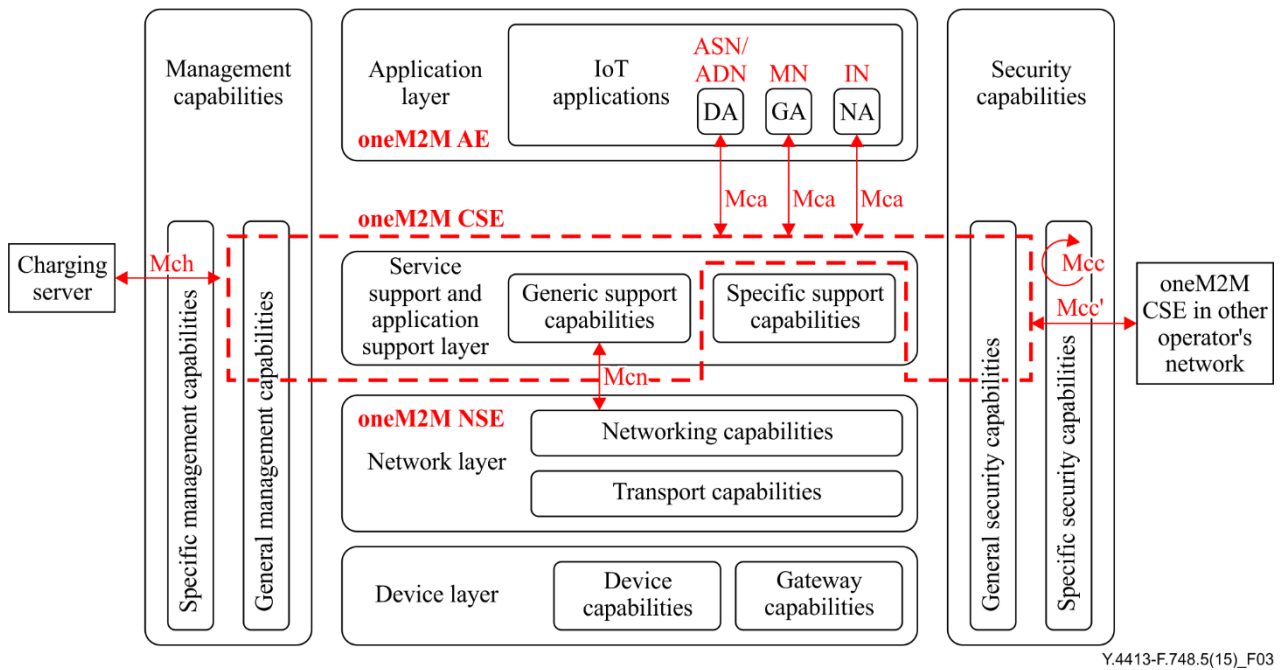 Management
capabilities
Specific management capabilities
General management capabilities
Charging
server
Mch
Application
layer
oneM2M AE
IoT
applications
ASN/
ADN
MN
IN
DA
GA
NA
Mca
Mca
Mca
oneM2M CSE
Service
support and
application
support layer
Generic support
capabilities
Specific support
capabilities
Mcn
oneM2M NSE
Network layer
Networking capabilities
Transport capabilities
Device layer
Device
capabilities
Gateway
capabilities
Security
capabilities
General security capabilities
Specific security capabilities
Mcc
Mcc'
oneM2M
CSE in other
operator's
network
Y.4413-F.748.5(15)_F03